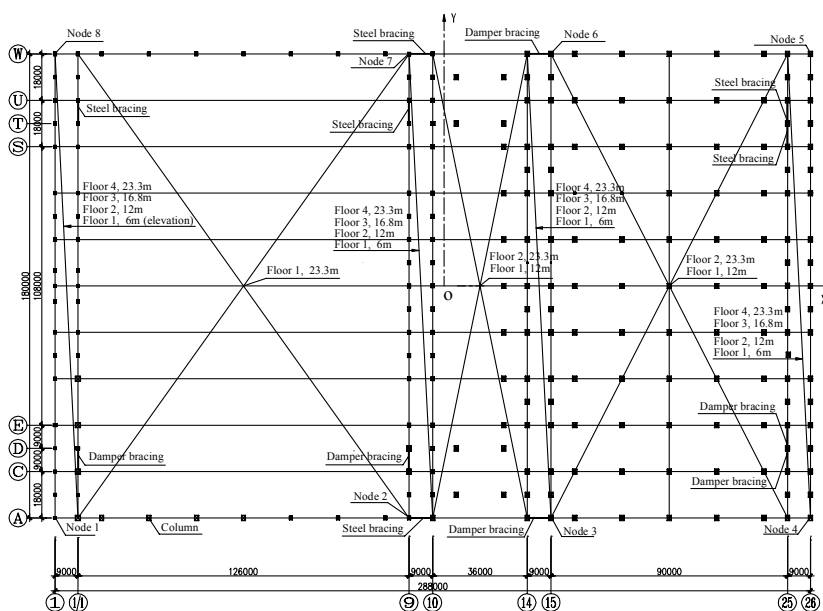 Node 8
Steel bracing
Y
Damper bracing
Node 6
Node 5
W
Node 7
18000
U
Steel bracing
Steel bracing
T
18000
Steel bracing
S
Floor 4, 23.3m
Floor 3, 16.8m
Floor 2, 12m
Floor 1, 6m (elevation)
Floor 4, 23.3m
Floor 3, 16.8m
Floor 2, 12m
Floor 1, 6m
Floor 4, 23.3m
Floor 3, 16.8m
Floor 2, 12m
Floor 1, 6m
Floor 1, 23.3m
Floor 2, 23.3m
Floor 1, 12m
Floor 2, 23.3m
Floor 1, 12m
180000
108000
O
X
Floor 4, 23.3m
Floor 3, 16.8m
Floor 2, 12m
Floor 1, 6m
E
9000
D
Damper bracing
Damper bracing
Damper bracing
9000
C
Node 2
18000
A
Node 1
Column
Steel bracing
Damper bracing
Node 3
Node 4
9000
126000
9000
36000
9000
90000
9000
288000
1
1/1
9
10
14
15
25
26